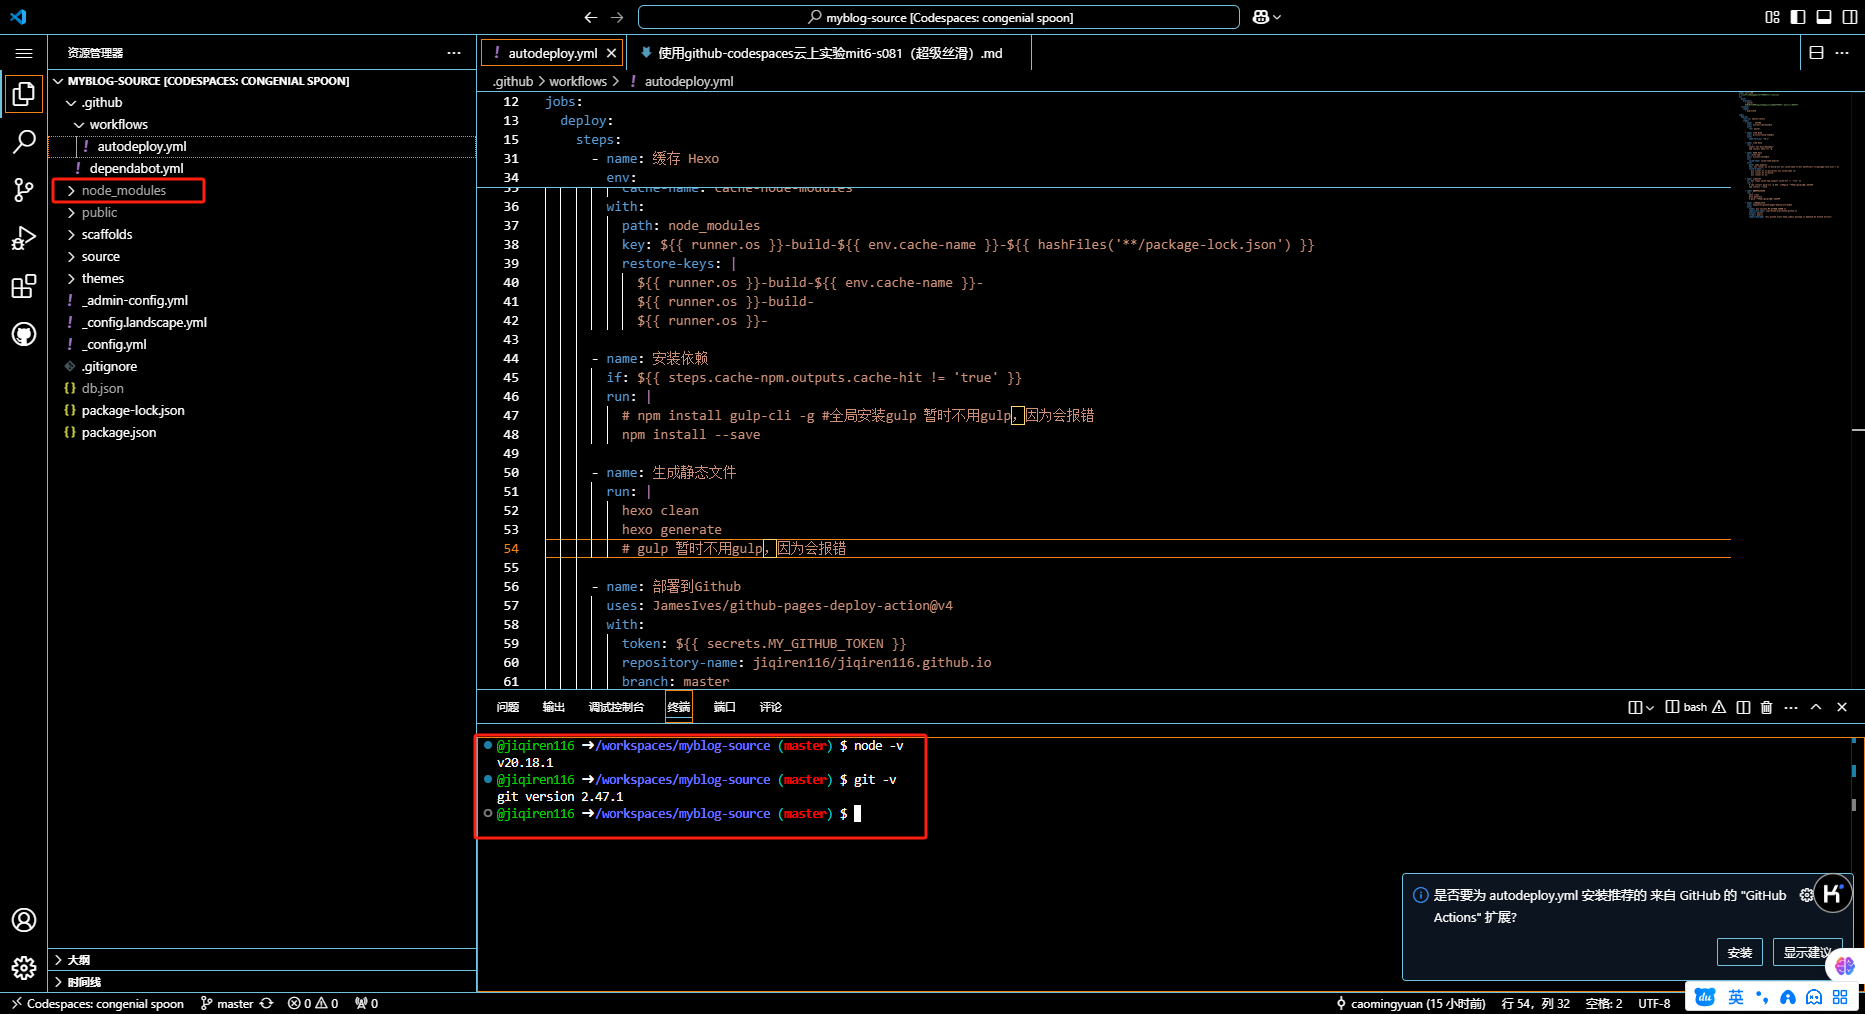 myblog-source [Codespaces: congenial spoon]
资源管理器
MYBLOG-SOURCE [CODESPACES: CONGENIAL SPOON]
.github
workflows
! autodeploy.yml
! dependabot.yml
node_modules
public
scaffolds
source
themes
! _admin-config.yml
! _config.landscape.yml
! _config.yml
.gitignore
{} db.json
{} package-lock.json
{} package.json
大纲
时间线
! autodeploy.yml
使用github-codespaces云上实验mit6-s081（超级丝滑）.md
.github > workflows > ! autodeploy.yml
12 jobs:
13 deploy:
15 steps:
31 - name: 缓存 Hexo
34 env:
35 cache-name: cache-node-modules
36 with:
37 path: node_modules
38 key: ${{ runner.os }}-build-${{ env.cache-name }}-${{ hashFiles('**/package-lock.json') }}
39 restore-keys: |
40 ${{ runner.os }}-build-${{ env.cache-name }}-
41 ${{ runner.os }}-build-
42 ${{ runner.os }}-
43
44 - name: 安装依赖
45 if: ${{ steps.cache-npm.outputs.cache-hit != 'true' }}
46 run: |
47 # npm install gulp-cli -g #全局安装gulp 暂时不用gulp，因为会报错
48 npm install --save
49
50 - name: 生成静态文件
51 run: |
52 hexo clean
53 hexo generate
54 # gulp 暂时不用gulp，因为会报错
55
56 - name: 部署到Github
57 uses: JamesIves/github-pages-deploy-action@v4
58 with:
59 token: ${{ secrets.MY_GITHUB_TOKEN }}
60 repository-name: jiqiren116/jiqiren116.github.io
61 branch: master
问题 输出 调试控制台 终端 端口 评论
bash
@jiqiren116 ➜/workspaces/myblog-source (master) $ node -v
v20.18.1
@jiqiren116 ➜/workspaces/myblog-source (master) $ git -v
git version 2.47.1
@jiqiren116 ➜/workspaces/myblog-source (master) $
是否要为 autodeploy.yml 安装推荐的 来自 GitHub 的 "GitHub
Actions" 扩展?
安装 显示建议
K
du 英
Codespaces: congenial spoon master 0 0 0
caomingyuan (15 小时前) 行 54，列 32 空格: 2 UTF-8